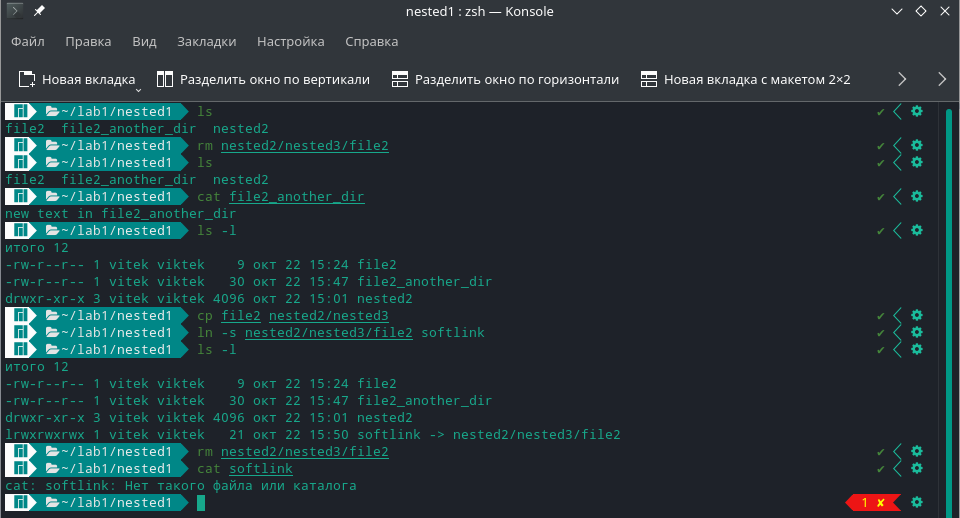 nested1 : zsh — Konsole
Файл Правка Вид Закладки Настройка Справка
Новая вкладка Разделить окно по вертикали Разделить окно по горизонтали Новая вкладка с макетом 2×2
~/lab1/nested1 ls ✔
file2 file2_another_dir nested2
~/lab1/nested1 rm nested2/nested3/file2 ✔
~/lab1/nested1 ls ✔
file2 file2_another_dir nested2
~/lab1/nested1 cat file2_another_dir ✔
new text in file2_another_dir
~/lab1/nested1 ls -l ✔
итого 12
-rw-r--r-- 1 vitek viktek    9 окт 22 15:24 file2
-rw-r--r-- 1 vitek viktek   30 окт 22 15:47 file2_another_dir
drwxr-xr-x 3 vitek viktek 4096 окт 22 15:01 nested2
~/lab1/nested1 cp file2 nested2/nested3 ✔
~/lab1/nested1 ln -s nested2/nested3/file2 softlink ✔
~/lab1/nested1 ls -l ✔
итого 12
-rw-r--r-- 1 vitek viktek    9 окт 22 15:24 file2
-rw-r--r-- 1 vitek viktek   30 окт 22 15:47 file2_another_dir
drwxr-xr-x 3 vitek viktek 4096 окт 22 15:01 nested2
lrwxrwxrwx 1 vitek viktek   21 окт 22 15:50 softlink -> nested2/nested3/file2
~/lab1/nested1 rm nested2/nested3/file2 ✔
~/lab1/nested1 cat softlink ✔
cat: softlink: Нет такого файла или каталога
~/lab1/nested1 1 ✘